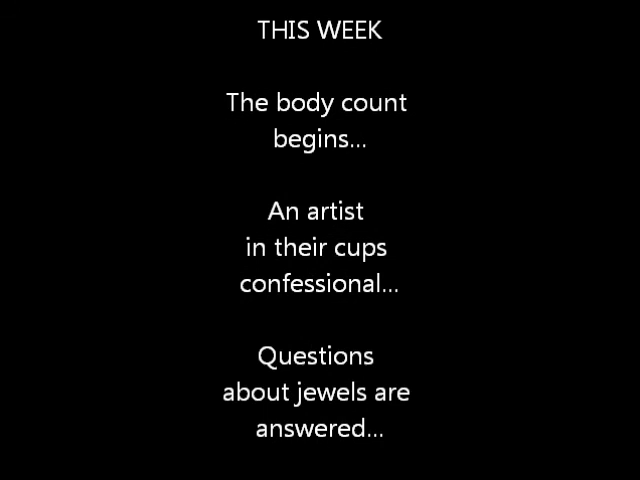 THIS WEEK
The body count
begins...
An artist
in their cups
confessional...
Questions
about jewels are
answered...